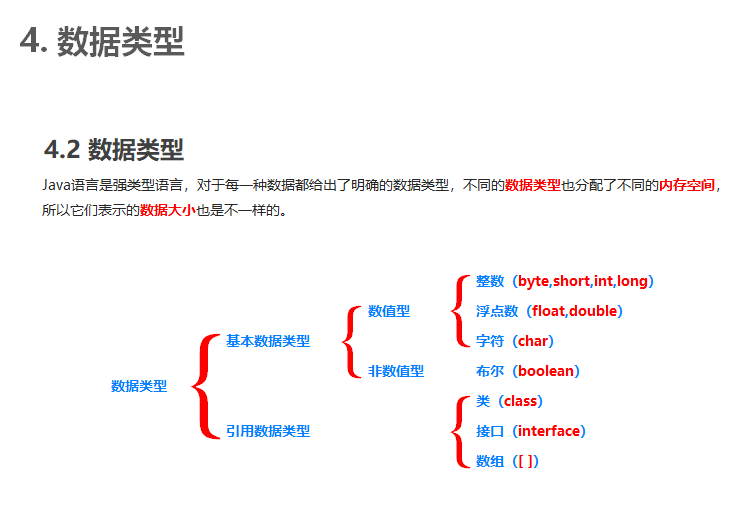 4. 数据类型
4.2 数据类型
Java语言是强类型语言，对于每一种数据都给出了明确的数据类型，不同的数据类型也分配了不同的内存空间，
所以它们表示的数据大小也是不一样的。
整数（byte,short,int,long）
数值型
浮点数（float,double）
基本数据类型
字符（char）
非数值型
布尔（boolean）
数据类型
类（class）
引用数据类型
接口（interface）
数组（[ ]）